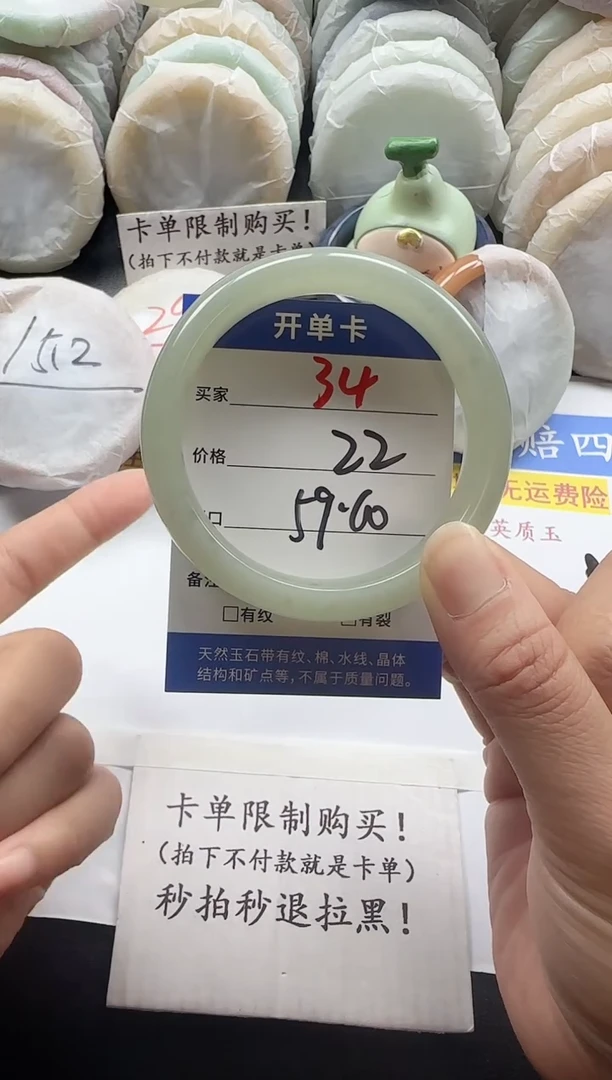 卡单限制购买！
(拍下不付款就是卡单)
152
开单卡
买家 34
价格 22
口 59·60
备注
□有纹 □有裂
天然玉石带有纹、棉、水线、晶体
结构和矿点等，不属于质量问题。
赔四
无运费险
英质玉
卡单限制购买！
(拍下不付款就是卡单)
秒拍秒退拉黑！